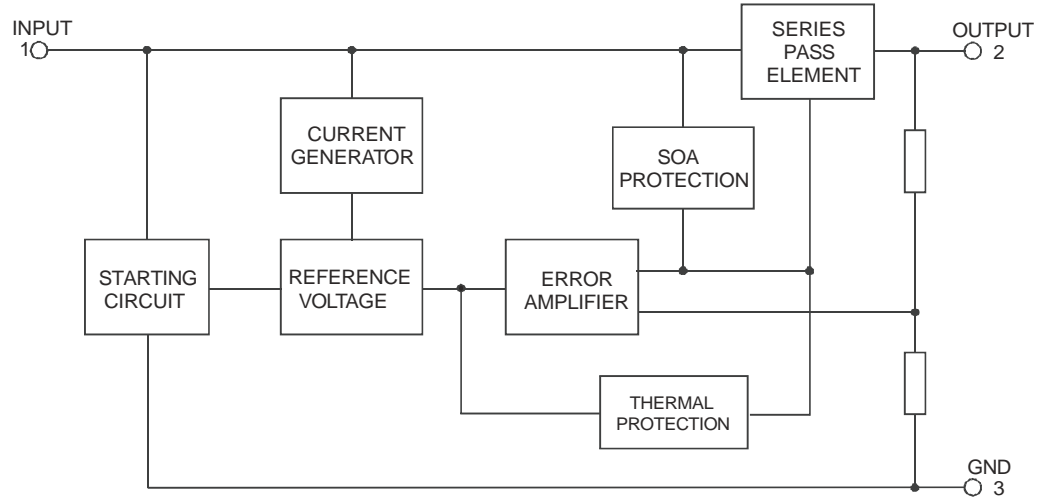 INPUT
1
SERIES
PASS
ELEMENT
OUTPUT
2
CURRENT
GENERATOR
SOA
PROTECTION
STARTING
CIRCUIT
REFERENCE
VOLTAGE
ERROR
AMPLIFIER
THERMAL
PROTECTION
GND
3